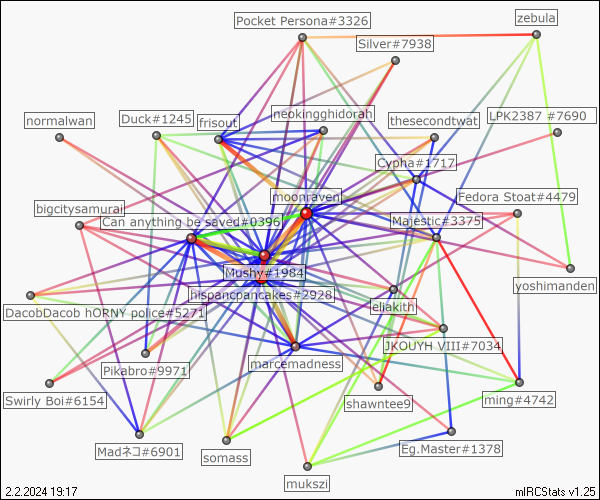 zebula
Pocket Persona#3326
Silver#7938
neokingghidorah
LPK2387 #7690
normalwan
Duck#1245
frisout
thesecondtwat
Cypha#1717
moonraven
Fedora Stoat#4479
bigcitysamurai
Can anything be saved#0396
Majestic#3375
Mushy#1984
yoshimanden
hispancpancakes#2928
eliakith
DacobDacob hORNY police#5271
JKOUYH VIII#7034
marcemadness
Pikabro#9971
Swirly Boi#6154
shawntee9
ming#4742
Madネコ#6901
somass
Eg.Master#1378
mukszi
2.2.2024 19:17
mIRCStats v1.25